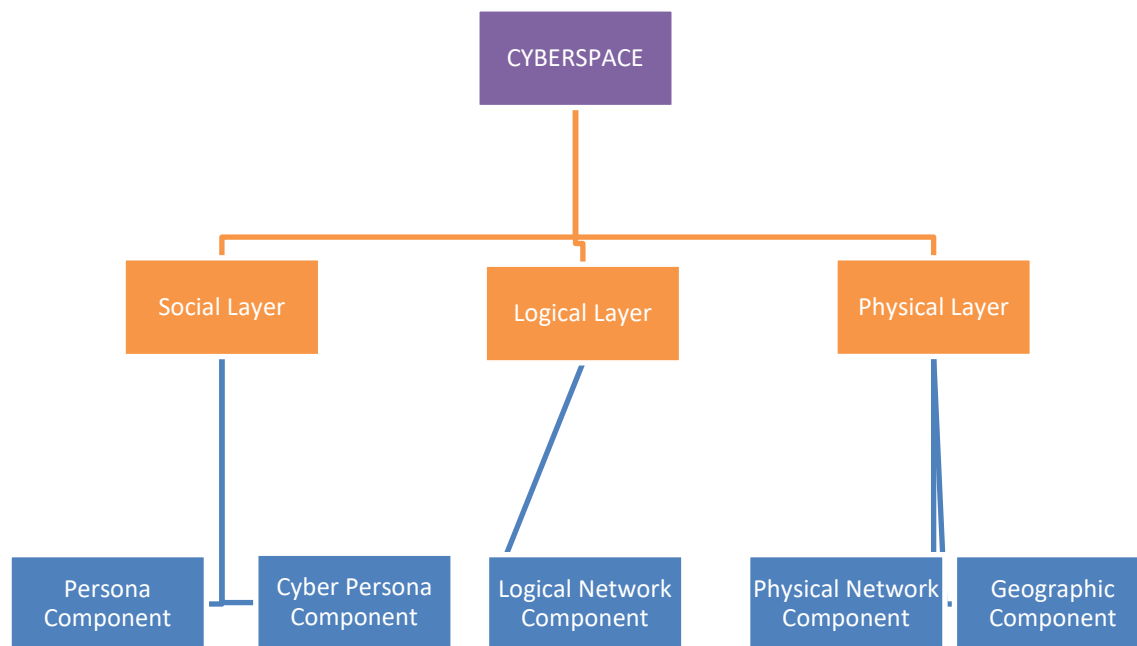 CYBERSPACE
Social Layer
Logical Layer
Physical Layer
Persona
Component
Cyber Persona
Component
Logical Network
Component
Physical Network
Component
Geographic
Component